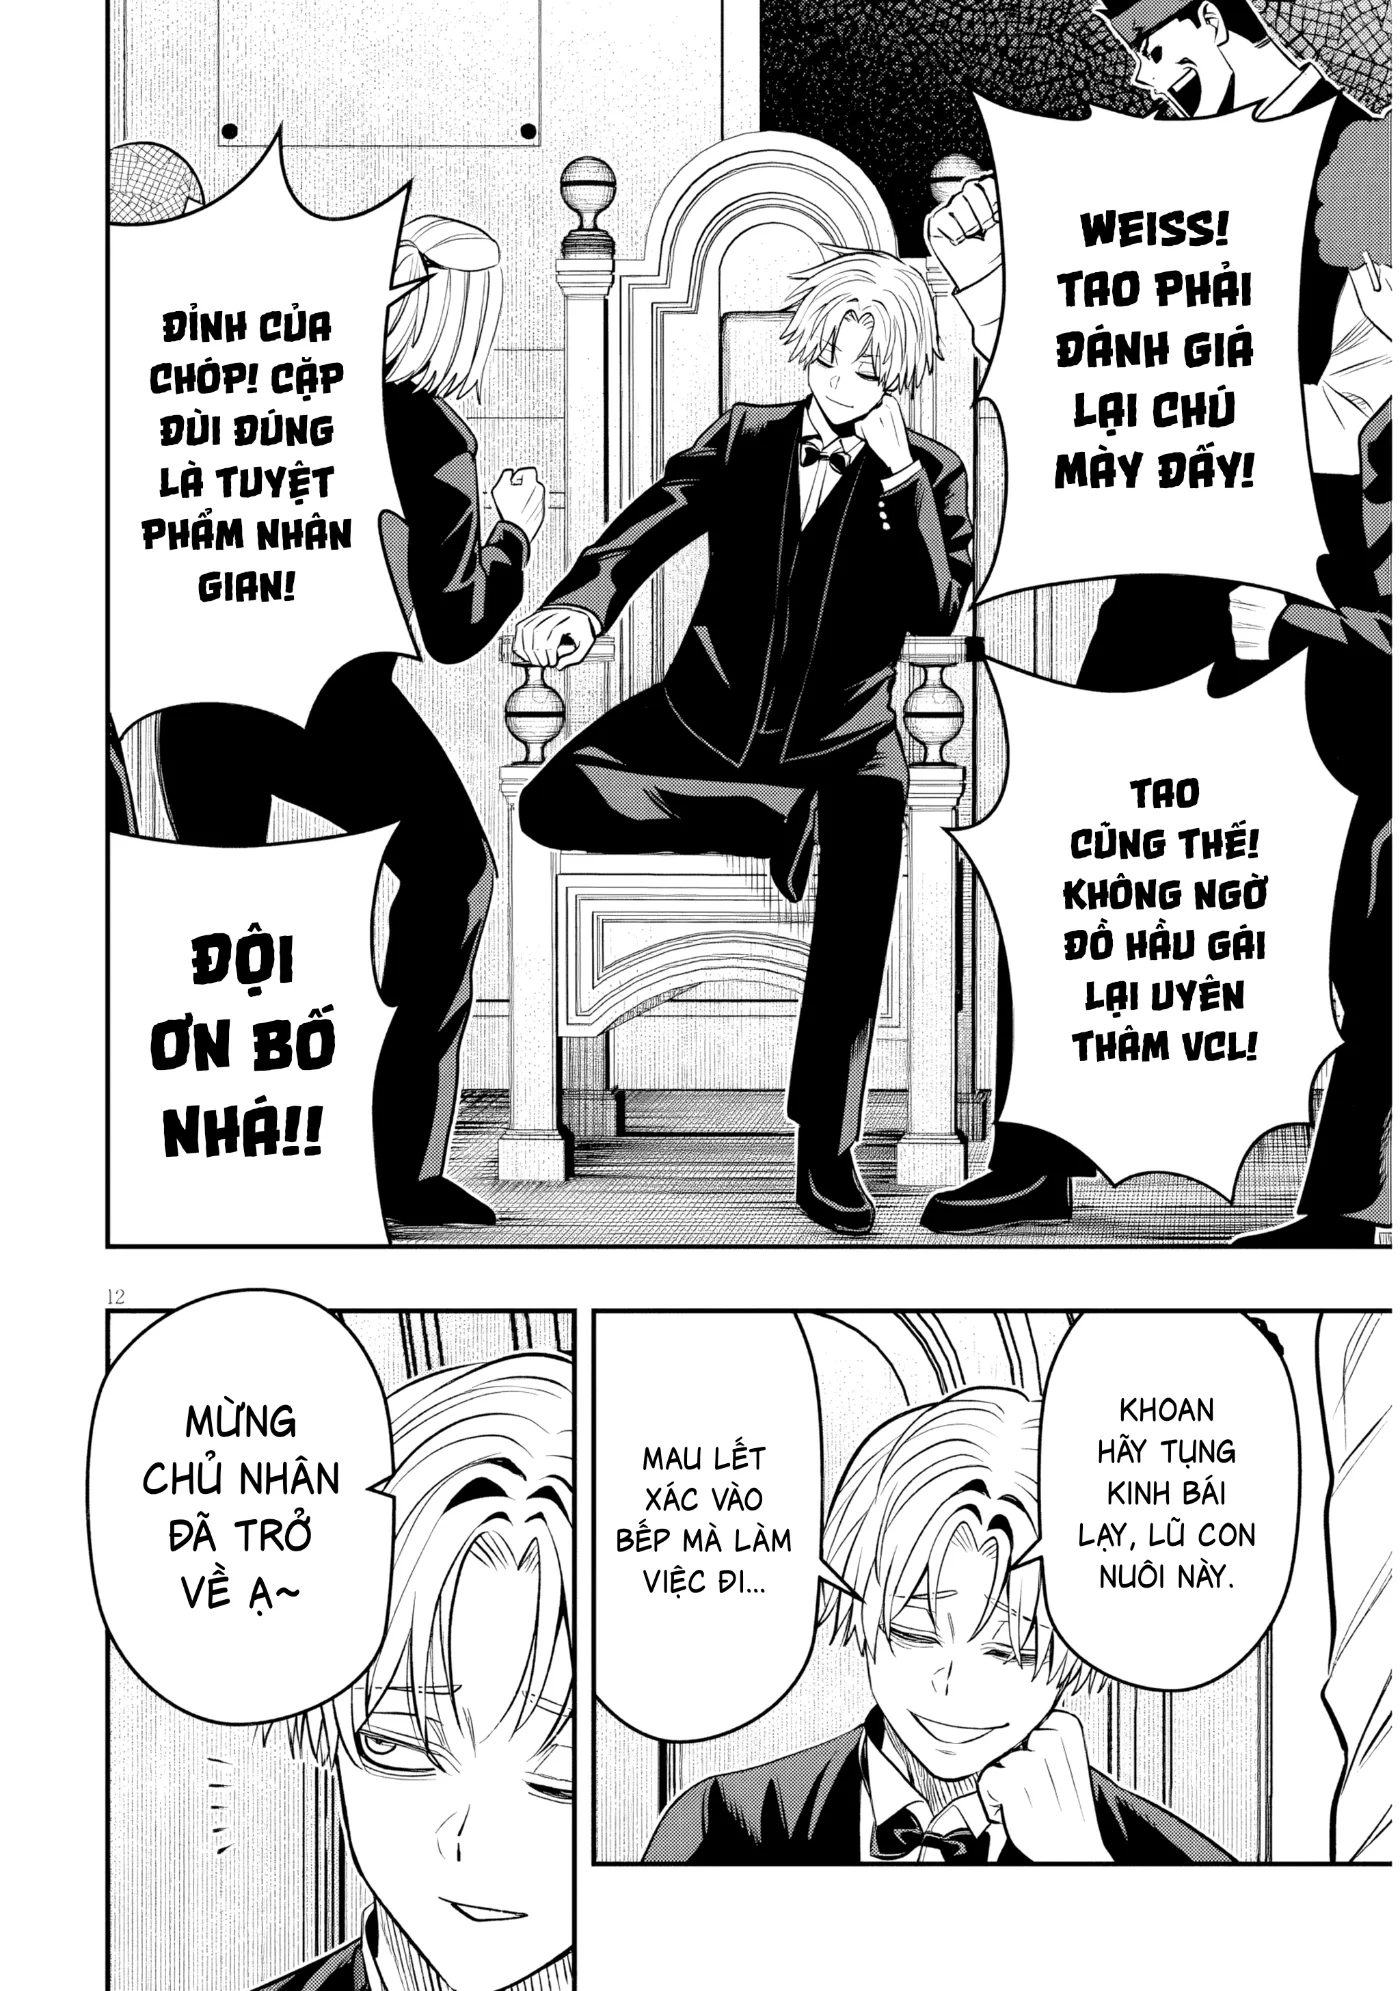 WEISS!
TAO PHẢI
ĐÁNH GIÁ
LẠI CHÚ
MÀY ĐẤY!
TAO
CŨNG THẾ!
KHÔNG NGỜ
ĐỒ HẦU GÁI
LẠI UYÊN
THÂM VCL!
ĐỈNH CỦA
CHÓP! CẶP
ĐÙI ĐÚNG
LÀ TUYỆT
PHẨM NHÂN
GIAN!
ĐỘI
ƠN BỐ
NHÁ!!
KHOAN
HÃY TỤNG
KINH BÁI
LẠY, LŨ CON
NUÔI NÀY.
MAU LẾT
XÁC VÀO
BẾP MÀ LÀM
VIỆC ĐI...
12
MỪNG
CHỦ NHÂN
ĐÃ TRỞ
VỀ Ạ~